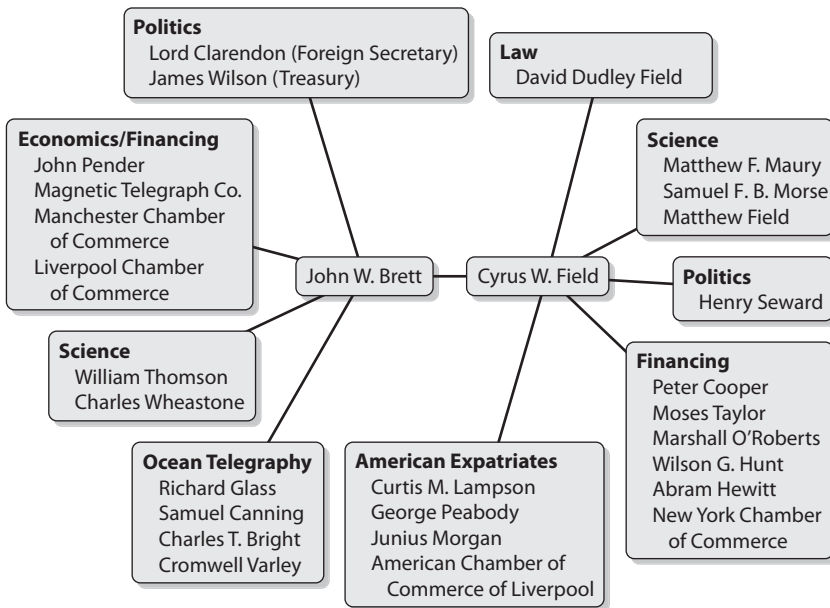 Politics
Lord Clarendon (Foreign Secretary)
James Wilson (Treasury)
Law
David Dudley Field
Economics/Financing
John Pender
Magnetic Telegraph Co.
Manchester Chamber
of Commerce
Liverpool Chamber
of Commerce
Science
Matthew F. Maury
Samuel F. B. Morse
Matthew Field
John W. Brett
Cyrus W. Field
Politics
Henry Seward
Science
William Thomson
Charles Wheastone
Financing
Peter Cooper
Moses Taylor
Marshall O'Roberts
Wilson G. Hunt
Abram Hewitt
New York Chamber
of Commerce
Ocean Telegraphy
Richard Glass
Samuel Canning
Charles T. Bright
Cromwell Varley
American Expatriates
Curtis M. Lampson
George Peabody
Junius Morgan
American Chamber of
Commerce of Liverpool